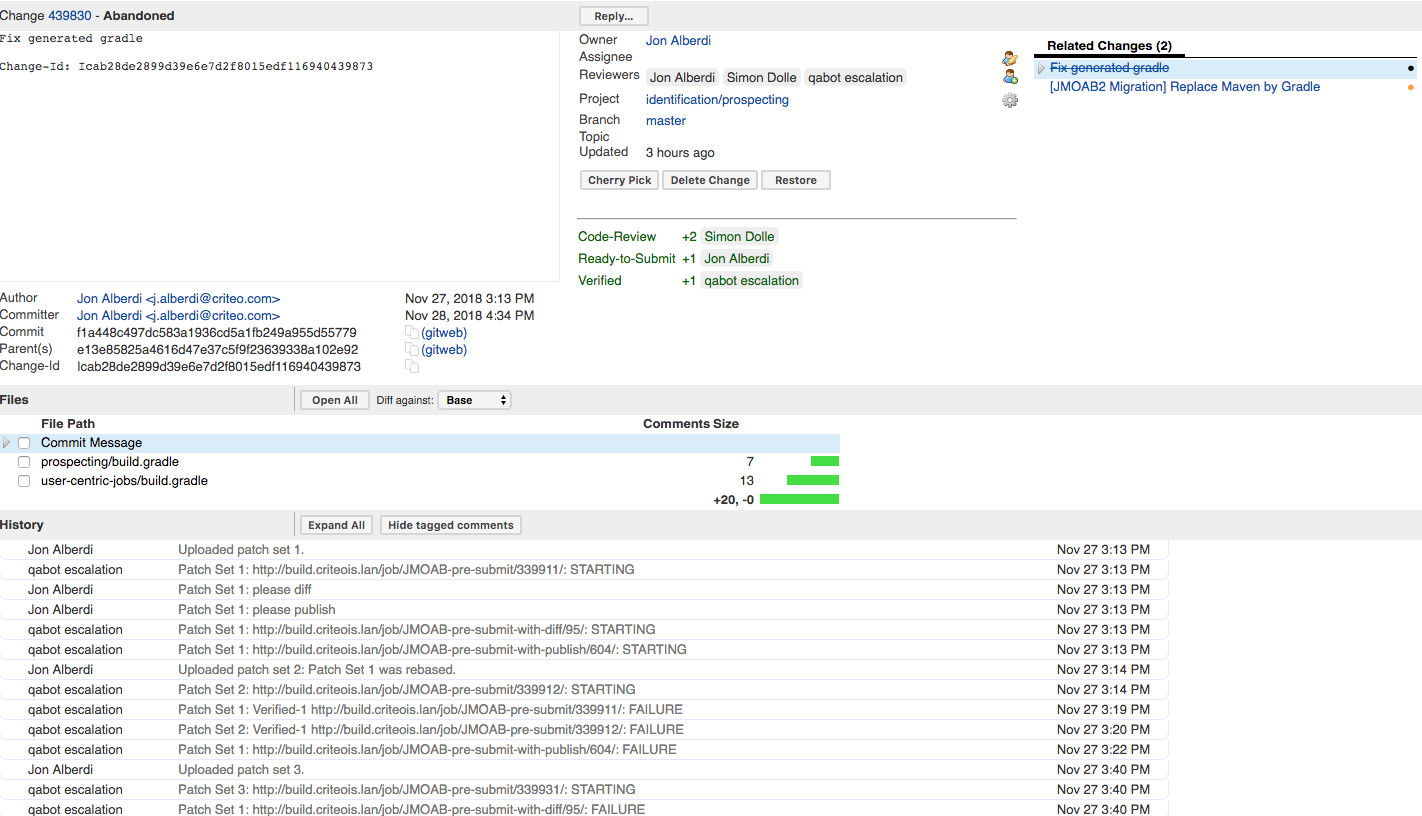 Change 439830 - Abandoned
Reply...
Fix generated gradle
Change-Id: Icab28de2899d39e6e7d2f8015edf116940439873
Owner Jon Alberdi
Assignee
Reviewers Jon Alberdi Simon Dolle qabot escalation
Project identification/prospecting
Branch master
Topic
Updated 3 hours ago
Cherry Pick Delete Change Restore
Code-Review +2 Simon Dolle
Ready-to-Submit +1 Jon Alberdi
Verified +1 qabot escalation
Related Changes (2)
Fix generated gradle
[JMOAB2 Migration] Replace Maven by Gradle
Author Jon Alberdi <j.alberdi@criteo.com> Nov 27, 2018 3:13 PM
Committer Jon Alberdi <j.alberdi@criteo.com> Nov 28, 2018 4:34 PM
Commit f1a448c497dc583a1936cd5a1fb249a955d55779 (gitweb)
Parent(s) e13e85825a4616d47e37c5f9f23639338a102e92 (gitweb)
Change-Id Icab28de2899d39e6e7d2f8015edf116940439873
Files Open All Diff against: Base
File Path Comments Size
Commit Message
prospecting/build.gradle 7
user-centric-jobs/build.gradle 13
+20, -0
History Expand All Hide tagged comments
Jon Alberdi Uploaded patch set 1. Nov 27 3:13 PM
qabot escalation Patch Set 1: http://build.criteois.lan/job/JMOAB-pre-submit/339911/: STARTING Nov 27 3:13 PM
Jon Alberdi Patch Set 1: please diff Nov 27 3:13 PM
Jon Alberdi Patch Set 1: please publish Nov 27 3:13 PM
qabot escalation Patch Set 1: http://build.criteois.lan/job/JMOAB-pre-submit-with-diff/95/: STARTING Nov 27 3:13 PM
qabot escalation Patch Set 1: http://build.criteois.lan/job/JMOAB-pre-submit-with-publish/604/: STARTING Nov 27 3:13 PM
Jon Alberdi Uploaded patch set 2: Patch Set 1 was rebased. Nov 27 3:14 PM
qabot escalation Patch Set 2: http://build.criteois.lan/job/JMOAB-pre-submit/339912/: STARTING Nov 27 3:14 PM
qabot escalation Patch Set 1: Verified-1 http://build.criteois.lan/job/JMOAB-pre-submit/339911/: FAILURE Nov 27 3:19 PM
qabot escalation Patch Set 2: Verified-1 http://build.criteois.lan/job/JMOAB-pre-submit/339912/: FAILURE Nov 27 3:20 PM
qabot escalation Patch Set 1: http://build.criteois.lan/job/JMOAB-pre-submit-with-publish/604/: FAILURE Nov 27 3:22 PM
Jon Alberdi Uploaded patch set 3. Nov 27 3:40 PM
qabot escalation Patch Set 3: http://build.criteois.lan/job/JMOAB-pre-submit/339931/: STARTING Nov 27 3:40 PM
qabot escalation Patch Set 1: http://build.criteois.lan/job/JMOAB-pre-submit-with-diff/95/: FAILURE Nov 27 3:40 PM